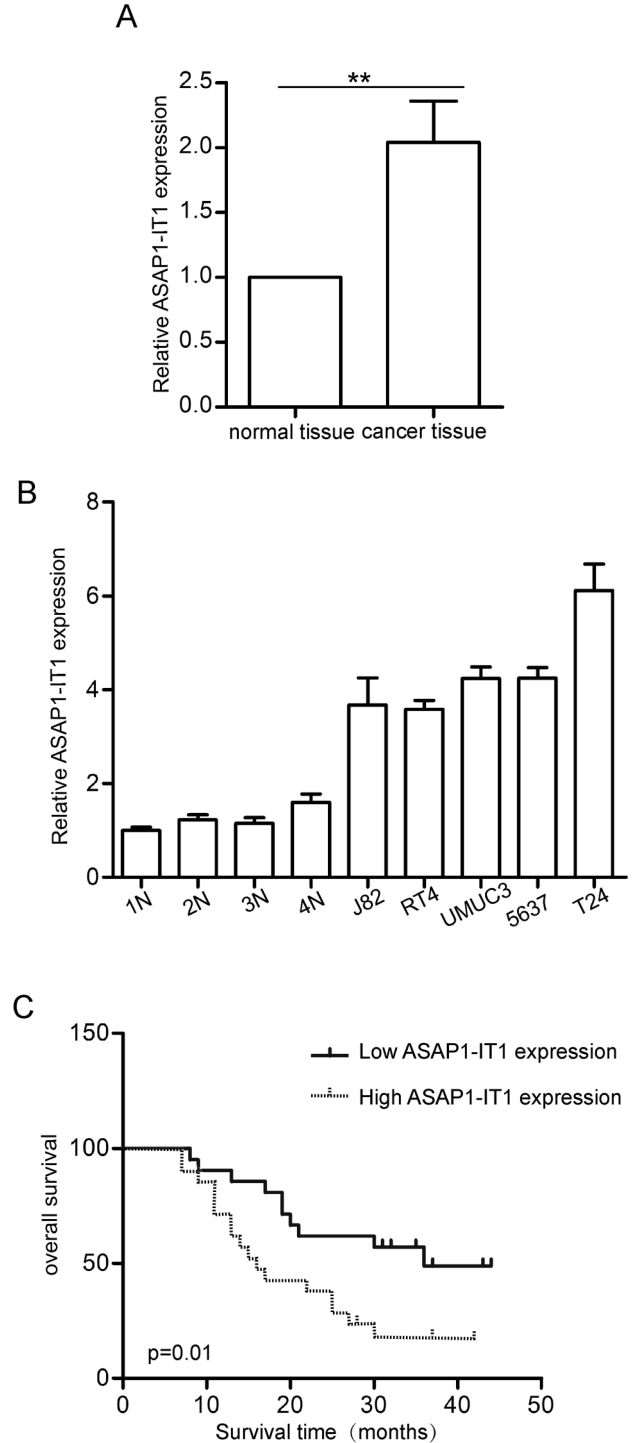 A
Relative ASAP1-IT1 expression
2.5
2.0
1.5
1.0
0.5
0.0
**
normal tissue cancer tissue
B
Relative ASAP1-IT1 expression
8
6
4
2
0
1N 2N 3N 4N J82 RT4 UMUC3 5637 T24
C
overall survival
150
100
50
0
Low ASAP1-IT1 expression
High ASAP1-IT1 expression
p=0.01
0 10 20 30 40 50
Survival time（months）